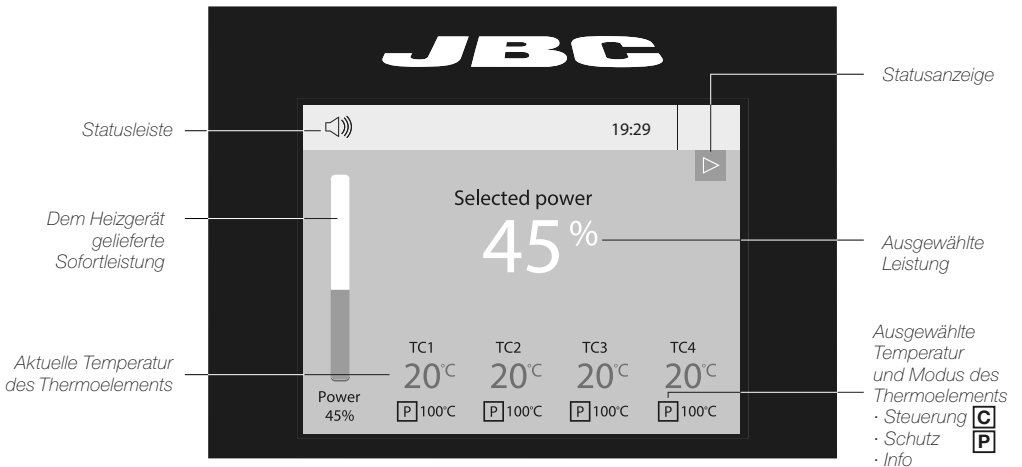 JBC
Statusanzeige
Statusleiste
19:29
Dem Heizgerät
gelieferte
Sofortleistung
Selected power
45 %
Ausgewählte
Leistung
Aktuelle Temperatur
des Thermoelements
TC1 TC2 TC3 TC4
20°C 20°C 20°C 20°C
P 100°C P 100°C P 100°C P 100°C
Power
45%
Ausgewählte
Temperatur
und Modus des
Thermoelements
· Steuerung C
· Schutz P
· Info